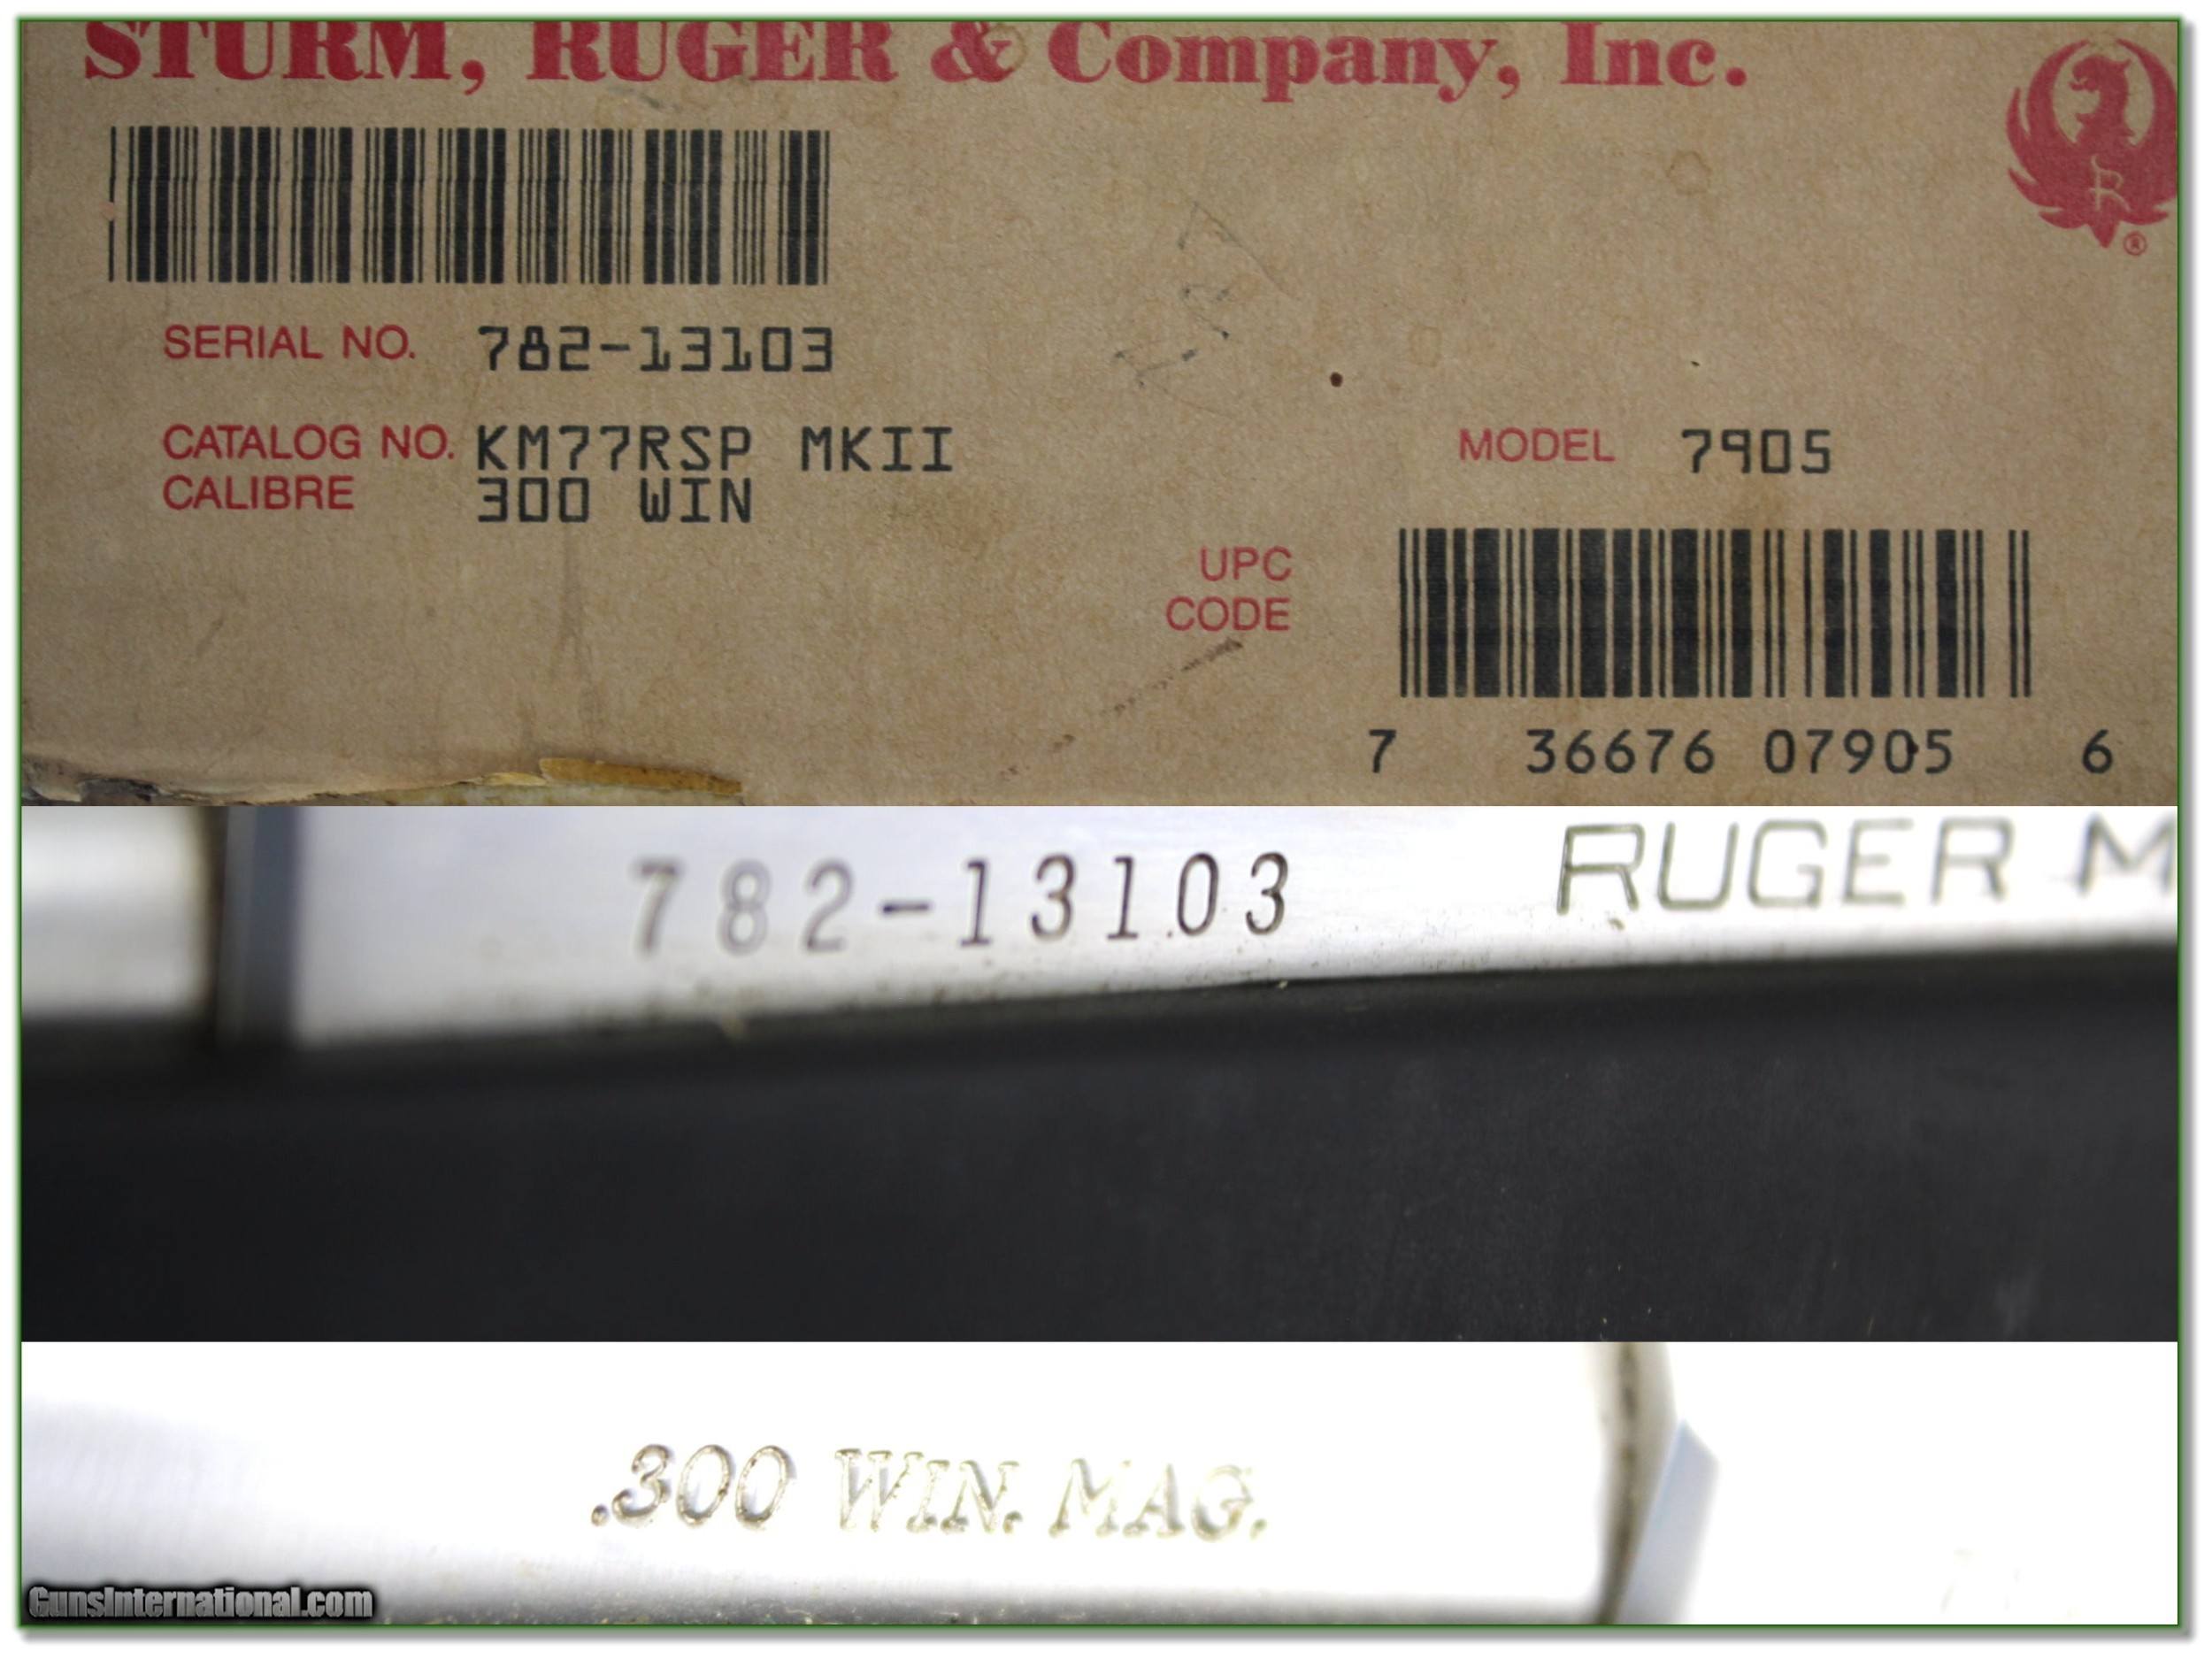 STURM, RUGER & Company, Inc.
R
®
SERIAL NO. 782-13103
CATALOG NO. KM77RSP MKII
CALIBRE 300 WIN
MODEL 7905
UPC
CODE
7 36676 07905 6
782-13103 RUGER M
.300 WIN. MAG.
GunsInternational.com